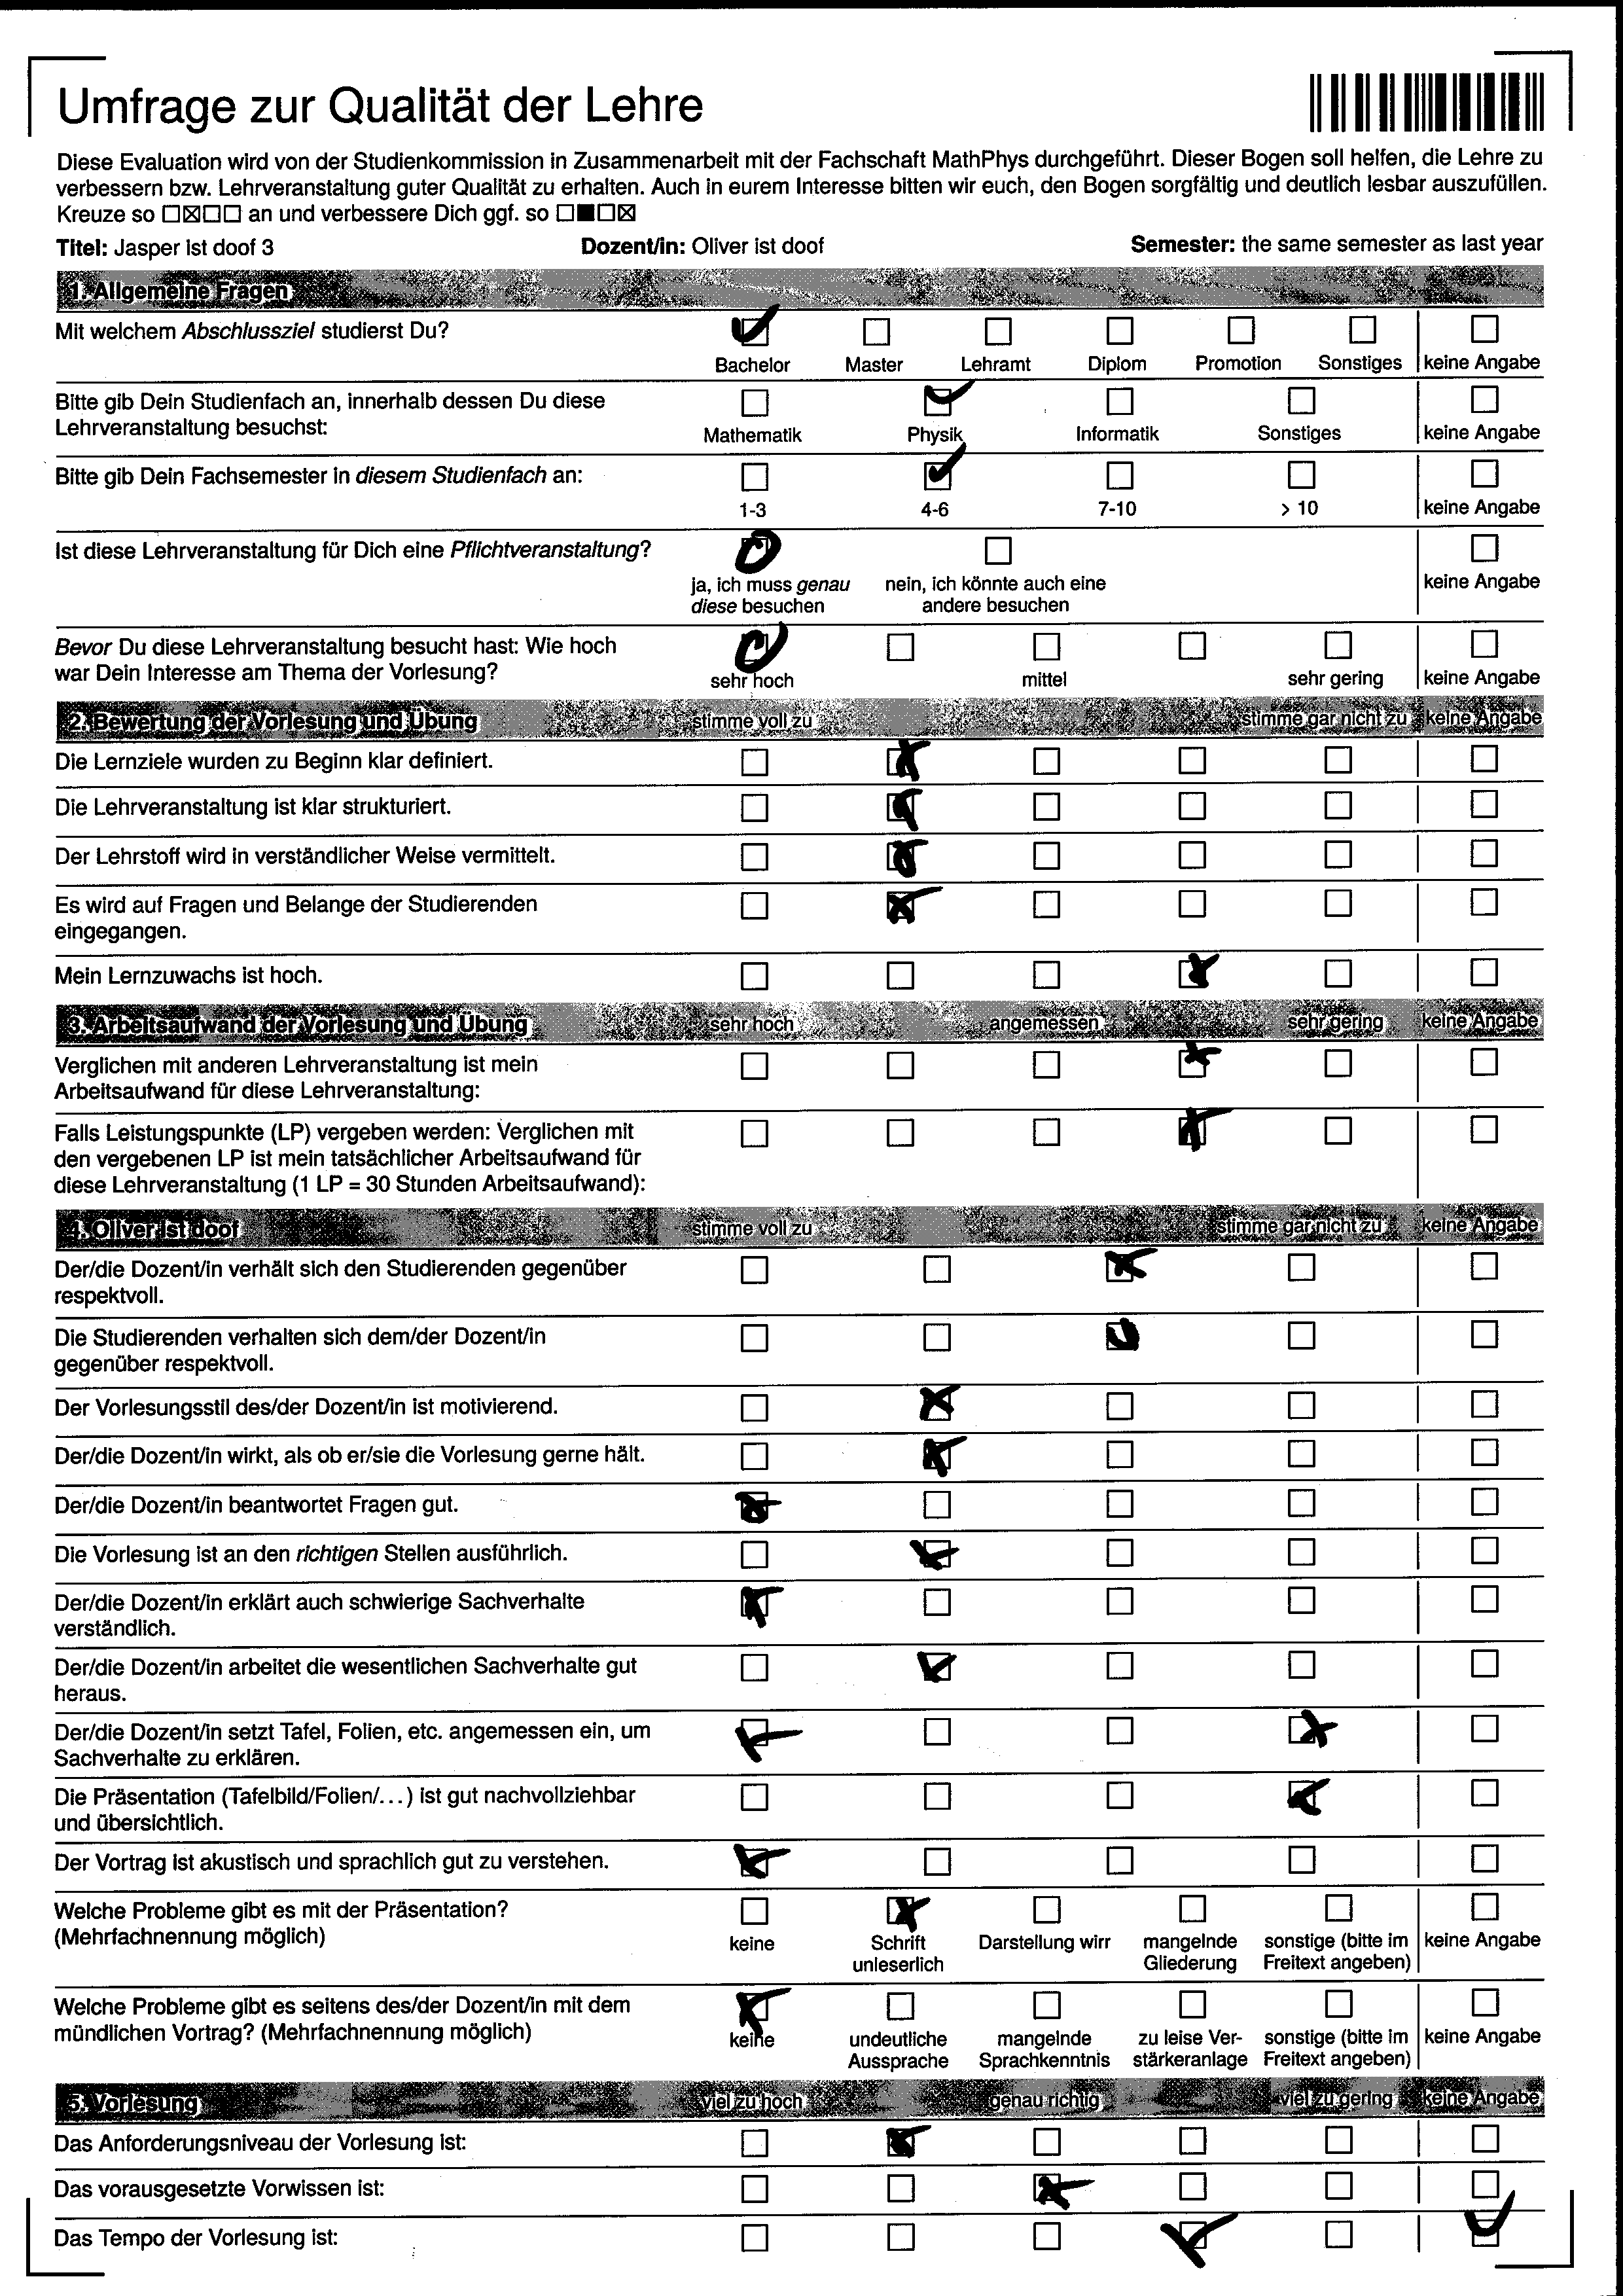 Umfrage zur Qualität der Lehre
Diese Evaluation wird von der Studienkommission in Zusammenarbeit mit der Fachschaft MathPhys durchgeführt. Dieser Bogen soll helfen, die Lehre zu
verbessern bzw. Lehrveranstaltung guter Qualität zu erhalten. Auch in eurem Interesse bitten wir euch, den Bogen sorgfältig und deutlich lesbar auszufüllen.
Kreuze so ☐☒☐☐ an und verbessere Dich ggf. so ☐■☐☒
Titel: Jasper ist doof 3 Dozent/in: Oliver ist doof Semester: the same semester as last year
1. Allgemeine Fragen
Mit welchem Abschlussziel studierst Du?
Bachelor Master Lehramt Diplom Promotion Sonstiges keine Angabe
Bitte gib Dein Studienfach an, innerhalb dessen Du diese
Lehrveranstaltung besuchst:
Mathematik Physik Informatik Sonstiges keine Angabe
Bitte gib Dein Fachsemester in diesem Studienfach an:
1-3 4-6 7-10 > 10 keine Angabe
Ist diese Lehrveranstaltung für Dich eine Pflichtveranstaltung?
ja, ich muss genau nein, ich könnte auch eine keine Angabe
diese besuchen andere besuchen
Bevor Du diese Lehrveranstaltung besucht hast: Wie hoch
war Dein Interesse am Thema der Vorlesung?
sehr hoch mittel sehr gering keine Angabe
2. Bewertung der Vorlesung und Übung stimme voll zu stimme gar nicht zu keine Angabe
Die Lernziele wurden zu Beginn klar definiert.
Die Lehrveranstaltung ist klar strukturiert.
Der Lehrstoff wird in verständlicher Weise vermittelt.
Es wird auf Fragen und Belange der Studierenden
eingegangen.
Mein Lernzuwachs ist hoch.
3. Arbeitsaufwand der Vorlesung und Übung sehr hoch angemessen sehr gering keine Angabe
Verglichen mit anderen Lehrveranstaltung ist mein
Arbeitsaufwand für diese Lehrveranstaltung:
Falls Leistungspunkte (LP) vergeben werden: Verglichen mit
den vergebenen LP ist mein tatsächlicher Arbeitsaufwand für
diese Lehrveranstaltung (1 LP = 30 Stunden Arbeitsaufwand):
4. Oliver ist doof stimme voll zu stimme gar nicht zu keine Angabe
Der/die Dozent/in verhält sich den Studierenden gegenüber
respektvoll.
Die Studierenden verhalten sich dem/der Dozent/in
gegenüber respektvoll.
Der Vorlesungsstil des/der Dozent/in ist motivierend.
Der/die Dozent/in wirkt, als ob er/sie die Vorlesung gerne hält.
Der/die Dozent/in beantwortet Fragen gut.
Die Vorlesung ist an den richtigen Stellen ausführlich.
Der/die Dozent/in erklärt auch schwierige Sachverhalte
verständlich.
Der/die Dozent/in arbeitet die wesentlichen Sachverhalte gut
heraus.
Der/die Dozent/in setzt Tafel, Folien, etc. angemessen ein, um
Sachverhalte zu erklären.
Die Präsentation (Tafelbild/Folien/...) ist gut nachvollziehbar
und übersichtlich.
Der Vortrag ist akustisch und sprachlich gut zu verstehen.
Welche Probleme gibt es mit der Präsentation?
(Mehrfachnennung möglich)
keine Schrift Darstellung wirr mangelnde sonstige (bitte im keine Angabe
unleserlich Gliederung Freitext angeben)
Welche Probleme gibt es seitens des/der Dozent/in mit dem
mündlichen Vortrag? (Mehrfachnennung möglich)
keine undeutliche mangelnde zu leise Ver- sonstige (bitte im keine Angabe
Aussprache Sprachkenntnis stärkeranlage Freitext angeben)
5. Vorlesung viel zu hoch genau richtig viel zu gering keine Angabe
Das Anforderungsniveau der Vorlesung ist:
Das vorausgesetzte Vorwissen ist:
Das Tempo der Vorlesung ist: